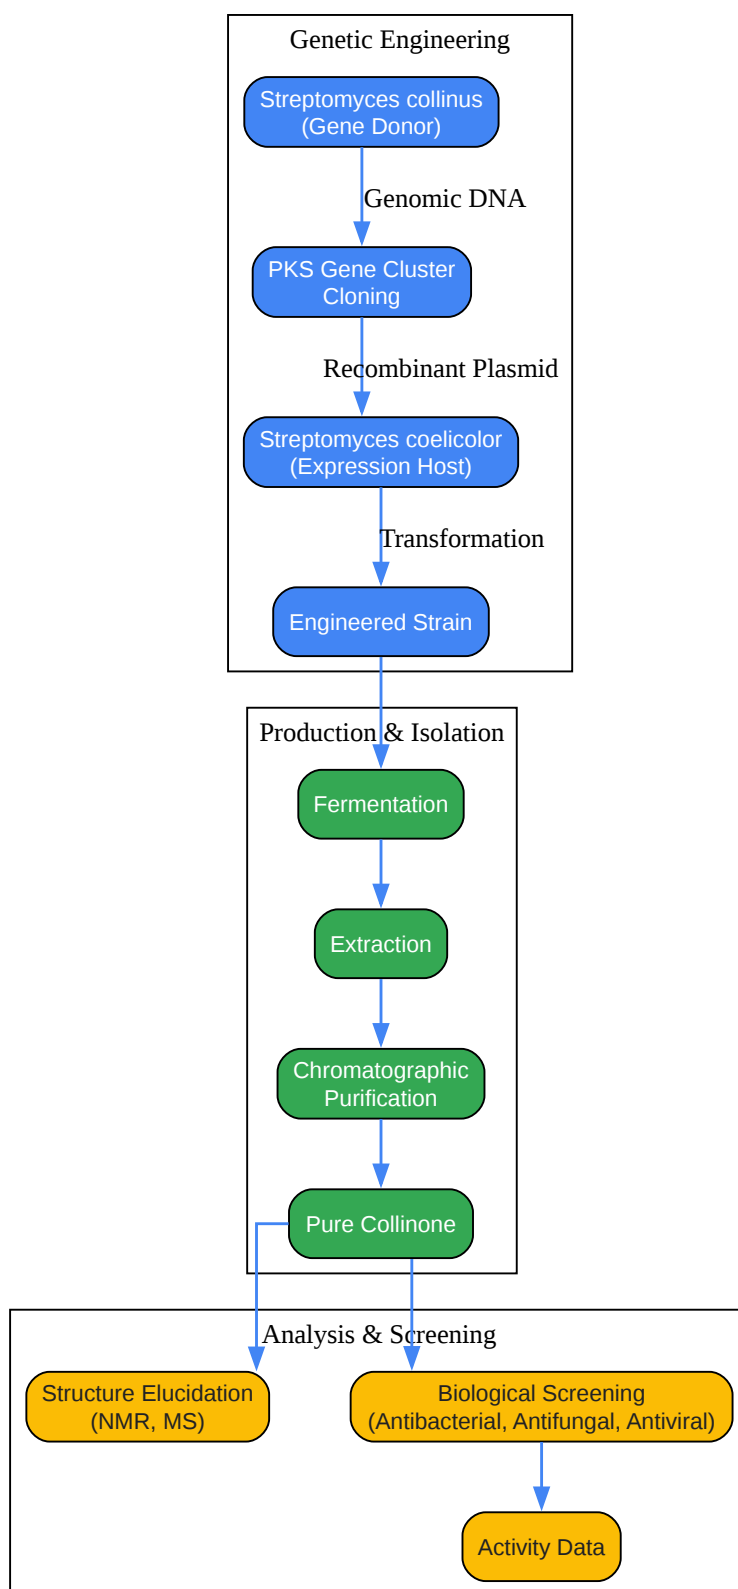 Genetic Engineering
Streptomyces collinus
(Gene Donor)
Genomic DNA
PKS Gene Cluster
Cloning
Recombinant Plasmid
Streptomyces coelicolor
(Expression Host)
Transformation
Engineered Strain
Production & Isolation
Fermentation
Extraction
Chromatographic
Purification
Pure Collinone
Analysis & Screening
Structure Elucidation
(NMR, MS)
Biological Screening
(Antibacterial, Antifungal, Antiviral)
Activity Data